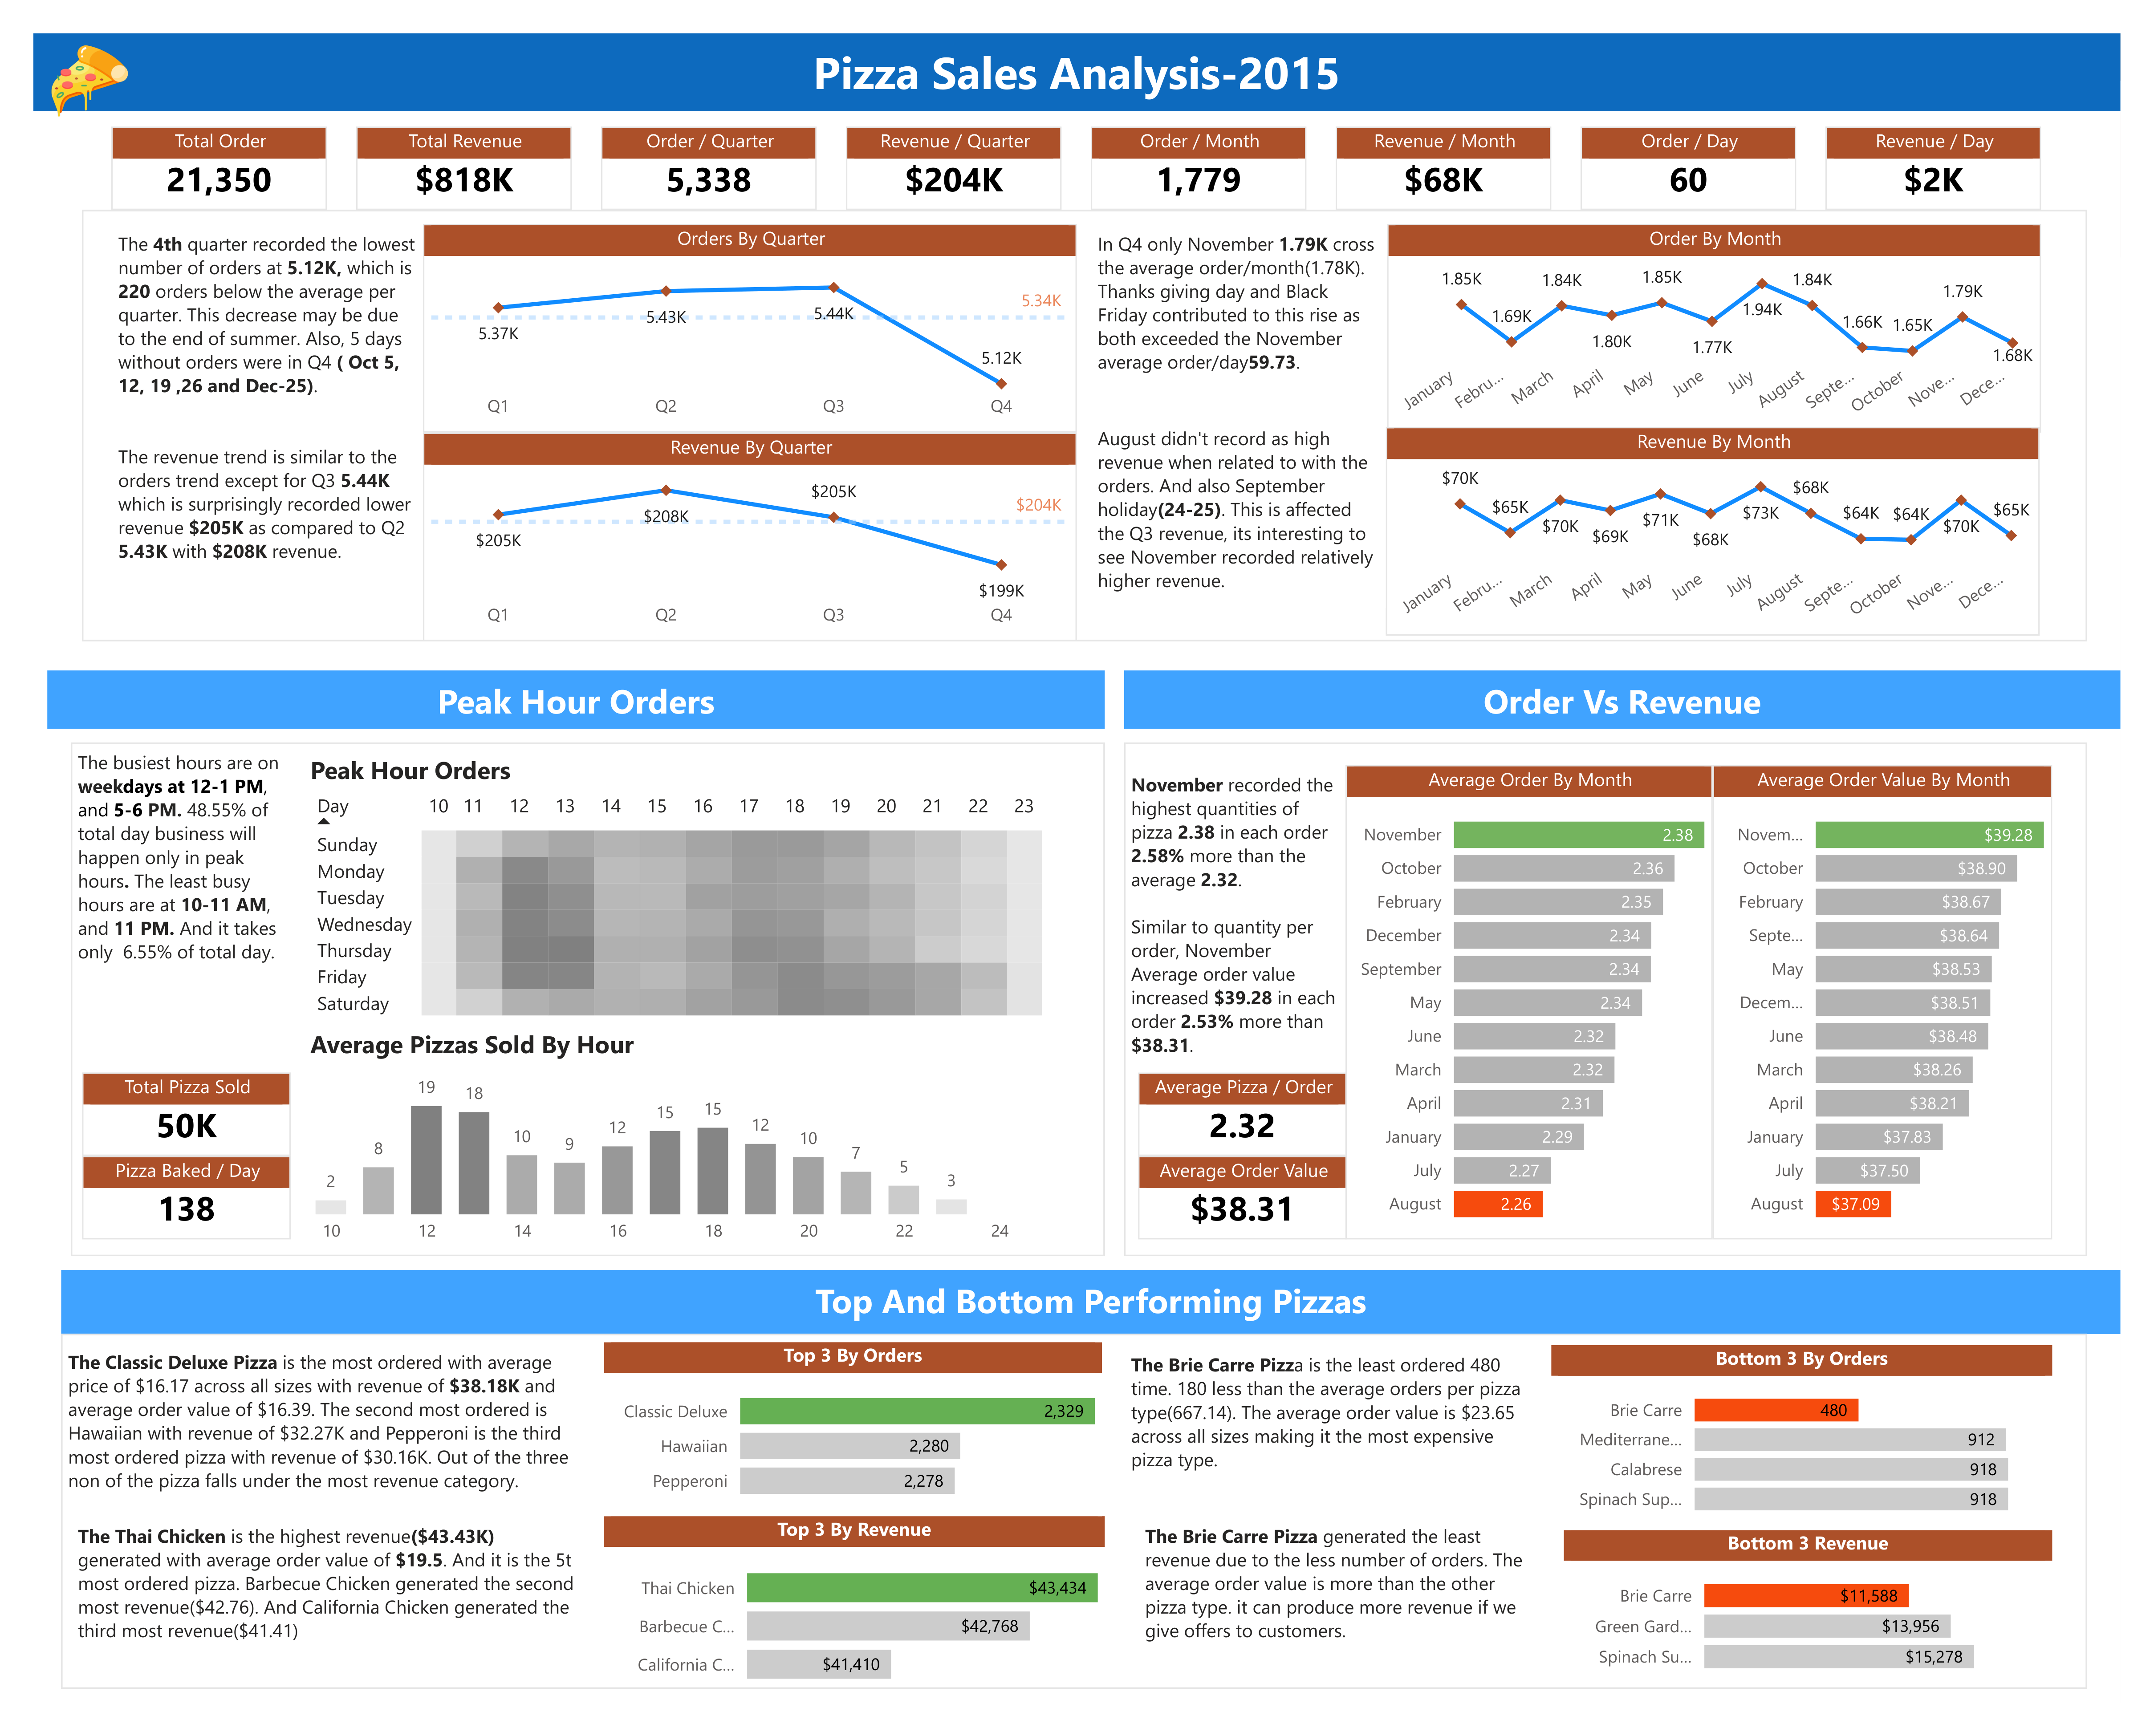 Pizza Sales Analysis-2015
Total Order
21,350
Total Revenue
$818K
Order / Quarter
5,338
Revenue / Quarter
$204K
Order / Month
1,779
Revenue / Month
$68K
Order / Day
60
Revenue / Day
$2K
The 4th quarter recorded the lowest
number of orders at 5.12K, which is
220 orders below the average per
quarter. This decrease may be due
to the end of summer. Also, 5 days
without orders were in Q4 ( Oct 5,
12, 19 ,26 and Dec-25).
The revenue trend is similar to the
orders trend except for Q3 5.44K
which is surprisingly recorded lower
revenue $205K as compared to Q2
5.43K with $208K revenue.
Orders By Quarter
5.34K
5.37K
5.43K
5.44K
5.12K
Q1 Q2 Q3 Q4
Revenue By Quarter
$204K
$205K
$208K
$205K
$199K
Q1 Q2 Q3 Q4
In Q4 only November 1.79K cross
the average order/month(1.78K).
Thanks giving day and Black
Friday contributed to this rise as
both exceeded the November
average order/day59.73.
August didn't record as high
revenue when related to with the
orders. And also September
holiday(24-25). This is affected
the Q3 revenue, its interesting to
see November recorded relatively
higher revenue.
Order By Month
1.85K 1.69K 1.84K 1.80K 1.85K 1.77K 1.94K 1.84K 1.66K 1.65K 1.79K 1.68K
January Febru... March April May June July August Septe... October Nove... Dece...
Revenue By Month
$70K $65K $70K $69K $71K $68K $73K $68K $64K $64K $70K $65K
January Febru... March April May June July August Septe... October Nove... Dece...
Peak Hour Orders
The busiest hours are on
weekdays at 12-1 PM,
and 5-6 PM. 48.55% of
total day business will
happen only in peak
hours. The least busy
hours are at 10-11 AM,
and 11 PM. And it takes
only 6.55% of total day.
Total Pizza Sold
50K
Pizza Baked / Day
138
Peak Hour Orders
Day 10 11 12 13 14 15 16 17 18 19 20 21 22 23
Sunday
Monday
Tuesday
Wednesday
Thursday
Friday
Saturday
Average Pizzas Sold By Hour
2 8 19 18 10 9 12 15 15 12 10 7 5 3
10 12 14 16 18 20 22 24
Order Vs Revenue
November recorded the
highest quantities of
pizza 2.38 in each order
2.58% more than the
average 2.32.
Similar to quantity per
order, November
Average order value
increased $39.28 in each
order 2.53% more than
$38.31.
Average Pizza / Order
2.32
Average Order Value
$38.31
Average Order By Month
November 2.38
October 2.36
February 2.35
December 2.34
September 2.34
May 2.34
June 2.32
March 2.32
April 2.31
January 2.29
July 2.27
August 2.26
Average Order Value By Month
Novem... $39.28
October $38.90
February $38.67
Septe... $38.64
May $38.53
Decem... $38.51
June $38.48
March $38.26
April $38.21
January $37.83
July $37.50
August $37.09
Top And Bottom Performing Pizzas
The Classic Deluxe Pizza is the most ordered with average
price of $16.17 across all sizes with revenue of $38.18K and
average order value of $16.39. The second most ordered is
Hawaiian with revenue of $32.27K and Pepperoni is the third
most ordered pizza with revenue of $30.16K. Out of the three
non of the pizza falls under the most revenue category.
The Thai Chicken is the highest revenue($43.43K)
generated with average order value of $19.5. And it is the 5t
most ordered pizza. Barbecue Chicken generated the second
most revenue($42.76). And California Chicken generated the
third most revenue($41.41)
Top 3 By Orders
Classic Deluxe 2,329
Hawaiian 2,280
Pepperoni 2,278
Top 3 By Revenue
Thai Chicken $43,434
Barbecue C... $42,768
California C... $41,410
The Brie Carre Pizza is the least ordered 480
time. 180 less than the average orders per pizza
type(667.14). The average order value is $23.65
across all sizes making it the most expensive
pizza type.
The Brie Carre Pizza generated the least
revenue due to the less number of orders. The
average order value is more than the other
pizza type. it can produce more revenue if we
give offers to customers.
Bottom 3 By Orders
Brie Carre 480
Mediterrane... 912
Calabrese 918
Spinach Sup... 918
Bottom 3 Revenue
Brie Carre $11,588
Green Gard... $13,956
Spinach Su... $15,278